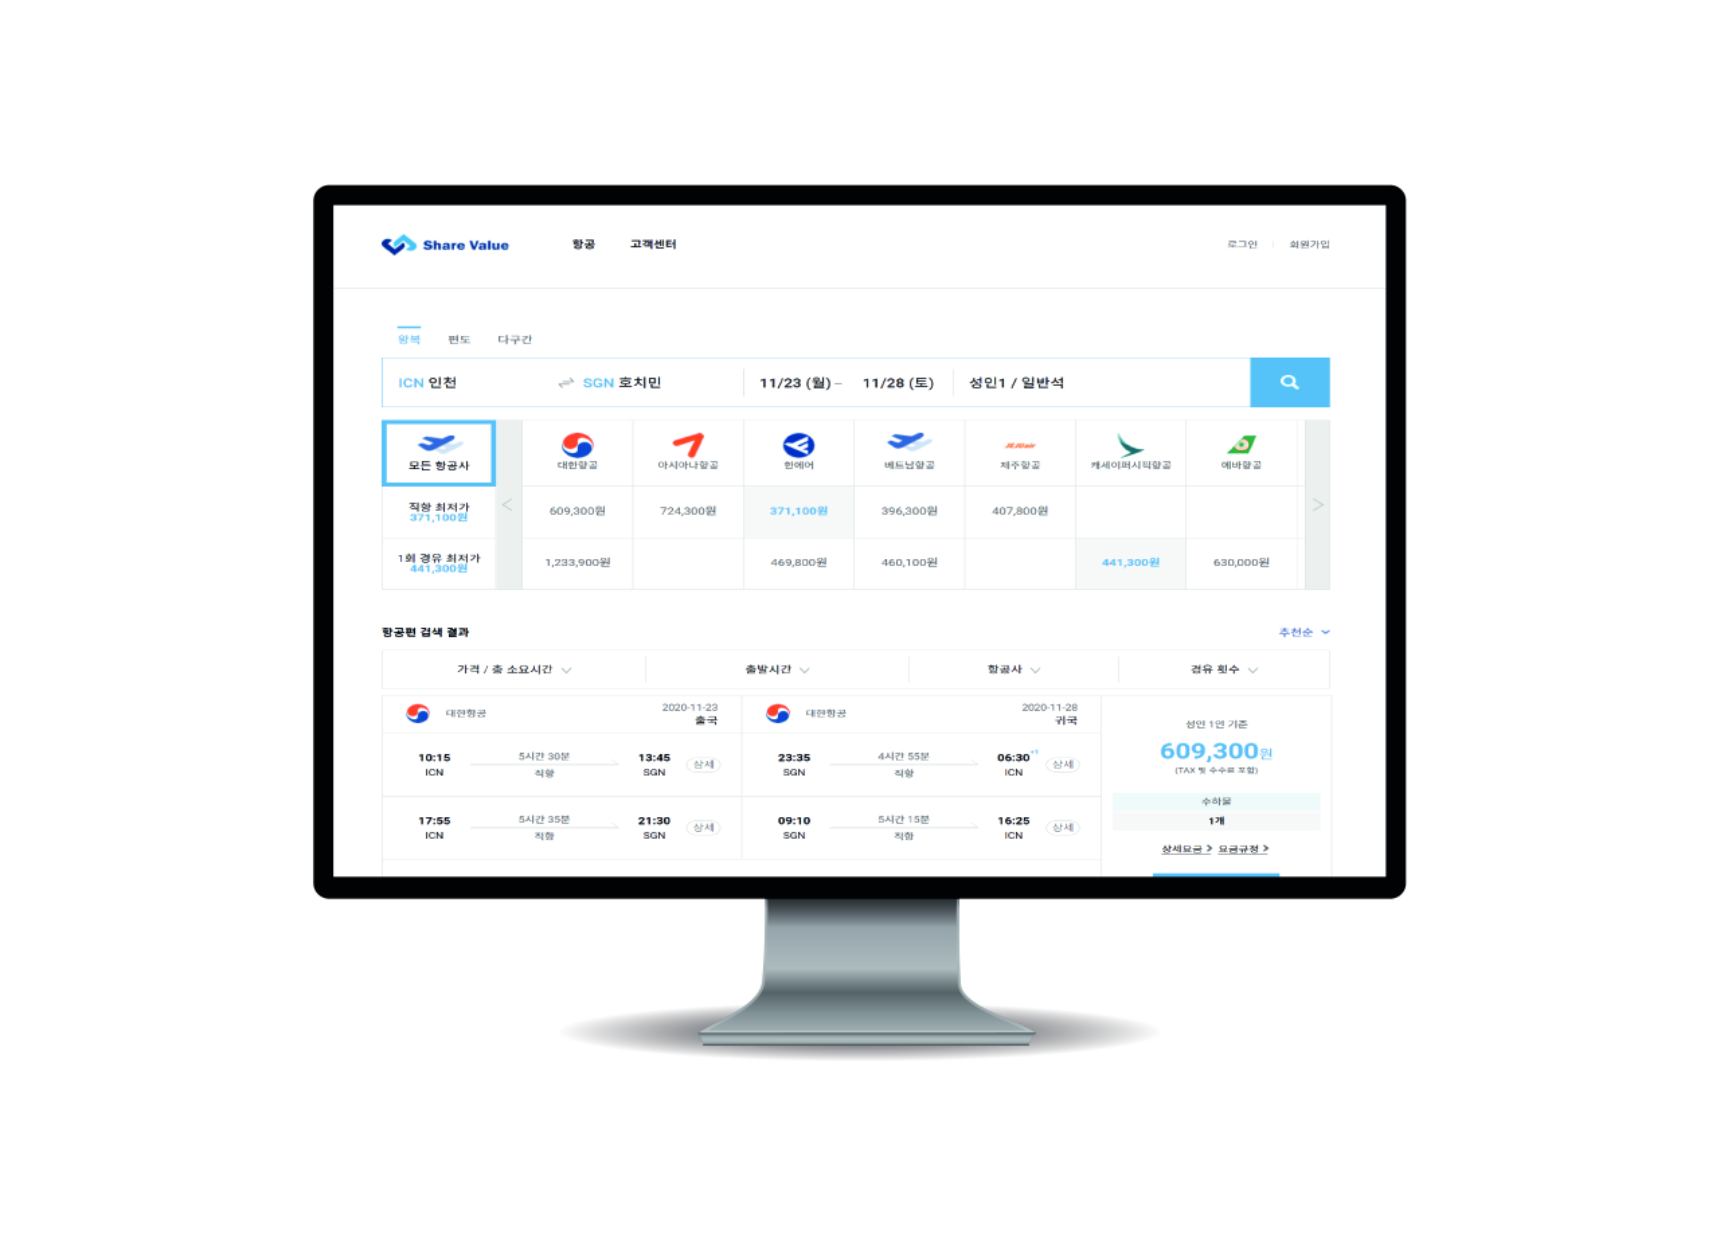 Share Value 항공 고객센터 로그인 회원가입
왕복 편도 다구간
ICN 인천 SGN 호치민 11/23 (월) – 11/28 (토) 성인1 / 일반석
모든 항공사 대한항공 아시아나항공 한에어 베트남항공 JEJUair 제주항공 캐세이퍼시픽항공 에바항공
직항 최저가
371,100원 < 609,300원 724,300원 371,100원 396,300원 407,800원 >
1회 경유 최저가
441,300원 1,233,900원 469,800원 460,100원 441,300원 630,000원
항공편 검색 결과 추천순
가격 / 총 소요시간 출발시간 항공사 경유 횟수
대한항공 2020-11-23 출국 대한항공 2020-11-28 귀국
10:15 ICN 5시간 30분 직항 13:45 SGN 상세 23:35 SGN 4시간 55분 직항 06:30 +1 ICN 상세
17:55 ICN 5시간 35분 직항 21:30 SGN 상세 09:10 SGN 5시간 15분 직항 16:25 ICN 상세
성인 1인 기준
609,300원
(TAX 및 수수료 포함)
수하물
1개
상세요금 > 요금규정 >